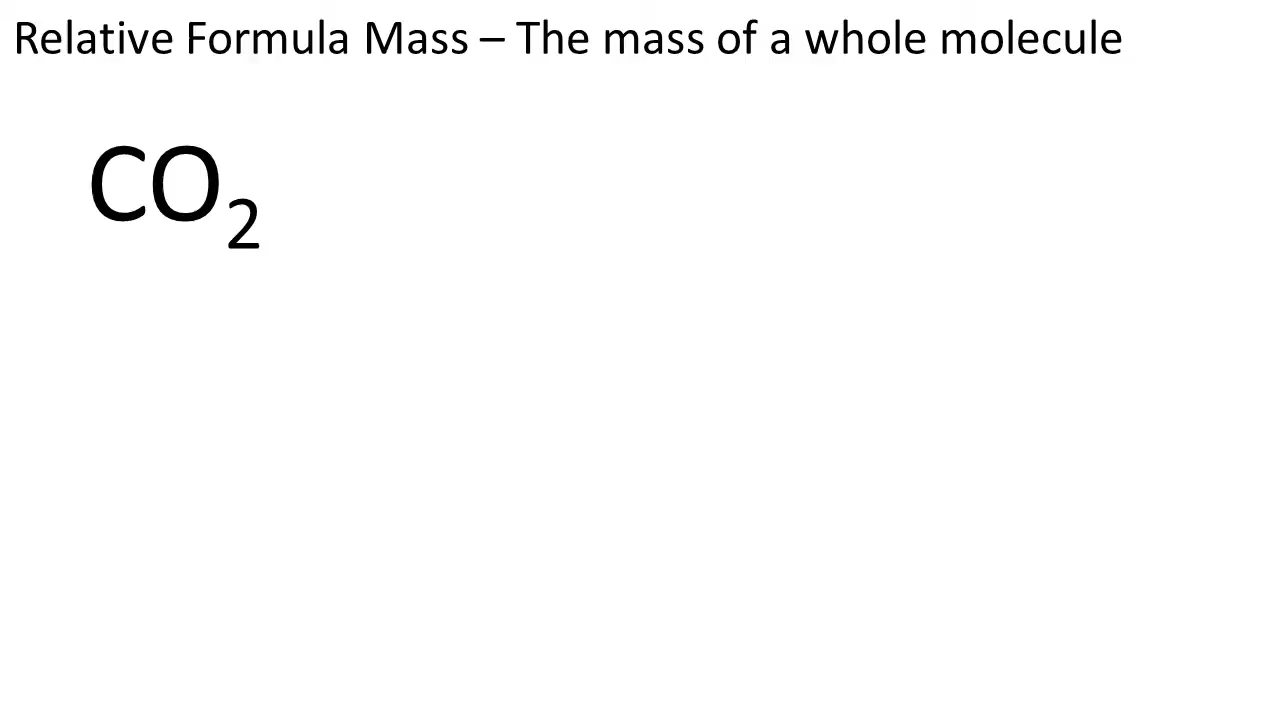 Relative Formula Mass – The mass of a whole molecule
CO₂